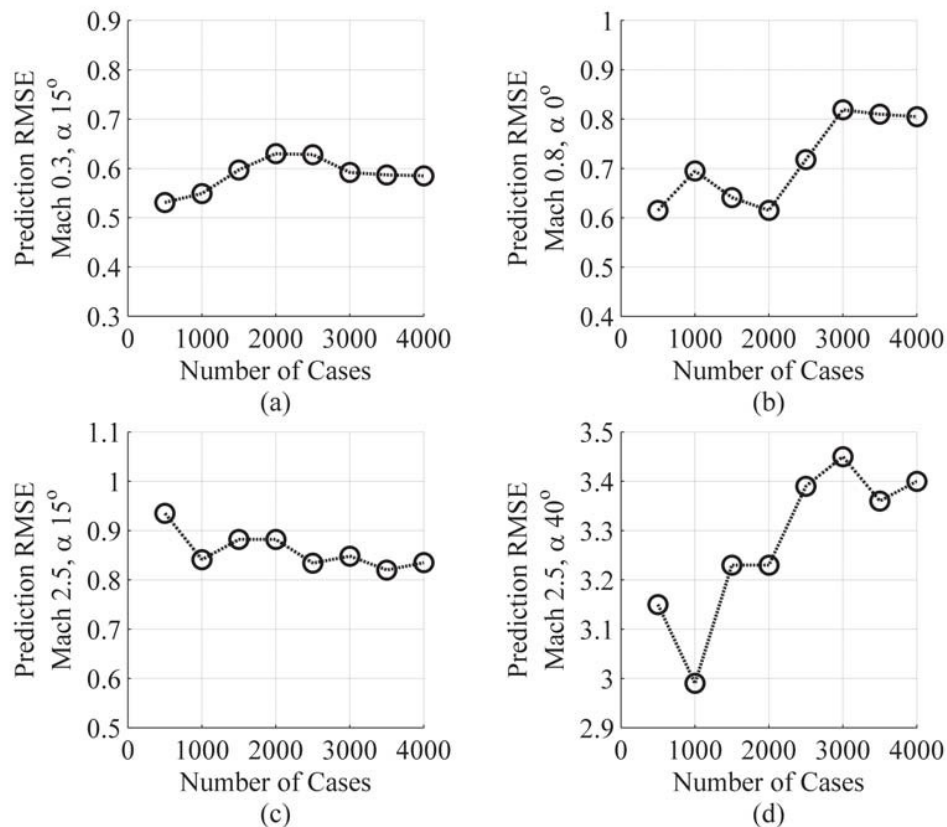 Prediction RMSE
Mach 0.3, α 15°
0.9
0.8
0.7
0.6
0.5
0.4
0.3
0 1000 2000 3000 4000
Number of Cases
(a)
Prediction RMSE
Mach 0.8, α 0°
1
0.9
0.8
0.7
0.6
0.5
0.4
0 1000 2000 3000 4000
Number of Cases
(b)
Prediction RMSE
Mach 2.5, α 15°
1.1
1
0.9
0.8
0.7
0.6
0.5
0 1000 2000 3000 4000
Number of Cases
(c)
Prediction RMSE
Mach 2.5, α 40°
3.5
3.4
3.3
3.2
3.1
3
2.9
0 1000 2000 3000 4000
Number of Cases
(d)